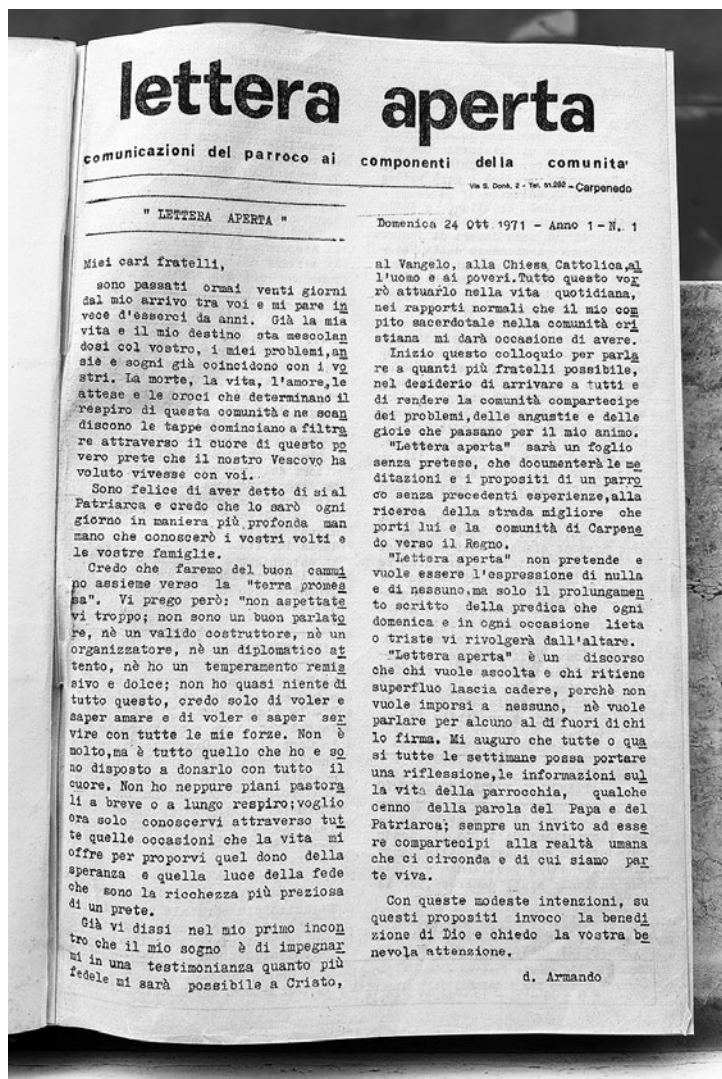 lettera aperta
comunicazioni del parroco ai componenti della comunità
Via S. Donà, 2 - Tel. 51.292 - Carpenedo
" LETTERA APERTA "
Domenica 24 Ott 1971 - Anno 1 - N. 1
Miei cari fratelli,
sono passati ormai venti giorni
dal mio arrivo tra voi e mi pare in
vece d'esserci da anni. Già la mia
vita e il mio destino sta mescolan
dosi col vostro, i miei problemi,an
sie e sogni già coincidono con i vo
stri. La morte, la vita, l'amore,le
attese e le croci che determinano il
respiro di questa comunità e ne scan
discono le tappe cominciano a filtra
re attraverso il cuore di questo po
vero prete che il nostro Vescovo ha
voluto vivesse con voi.
Sono felice di aver detto di sì al
Patriarca e credo che lo sarò ogni
giorno in maniera più profonda man
mano che conoscerò i vostri volti e
le vostre famiglie.
Credo che faremo del buon cammi
no assieme verso la "terra promes
sa". Vi prego però: "non aspettate
vi troppo; non sono un buon parlato
re, nè un valido costruttore, nè un
organizzatore, nè un diplomatico at
tento, nè ho un temperamento remis
sivo e dolce; non ho quasi niente di
tutto questo, credo solo di voler e
saper amare e di voler e saper ser
vire con tutte le mie forze. Non è
molto,ma è tutto quello che ho e so
no disposto a donarlo con tutto il
cuore. Non ho neppure piani pastora
li a breve o a lungo respiro;voglio
ora solo conoscervi attraverso tut
te quelle occasioni che la vita mi
offre per proporvi quel dono della
speranza e quella luce della fede
che sono la ricchezza più preziosa
di un prete.
Già vi dissi nel mio primo incon
tro che il mio sogno è di impegnar
mi in una testimonianza quanto più
fedele mi sarà possibile a Cristo,
al Vangelo, alla Chiesa Cattolica,al
l'uomo e ai poveri.Tutto questo vor
rò attuarlo nella vita quotidiana,
nei rapporti normali che il mio com
pito sacerdotale nella comunità cri
stiana mi darà occasione di avere.
Inizio questo colloquio per parla
re a quanti più fratelli possibile,
nel desiderio di arrivare a tutti e
di rendere la comunità compartecipe
dei problemi,delle angustie e delle
gioie che passano per il mio animo.
"Lettera aperta" sarà un foglio
senza pretese, che documenterà le me
ditazioni e i propositi di un parro
co senza precedenti esperienze,alla
ricerca della strada migliore che
porti lui e la comunità di Carpene
do verso il Regno.
"Lettera aperta" non pretende e
vuole essere l'espressione di nulla
e di nessuno,ma solo il prolungamen
to scritto della predica che ogni
domenica e in ogni occasione lieta
o triste vi rivolgerà dall'altare.
"Lettera aperta" è un discorso
che chi vuole ascolta e chi ritiene
superfluo lascia cadere, perchè non
vuole imporsi a nessuno, nè vuole
parlare per alcuno al di fuori di chi
lo firma. Mi auguro che tutte o qua
si tutte le settimane possa portare
una riflessione,le informazioni sul
la vita della parrocchia, qualche
cenno della parola del Papa e del
Patriarca; sempre un invito ad esse
re compartecipi alla realtà umana
che ci circonda e di cui siamo par
te viva.
Con queste modeste intenzioni, su
questi propositi invoco la benedi
zione di Dio e chiedo la vostra be
nevola attenzione.
d. Armando